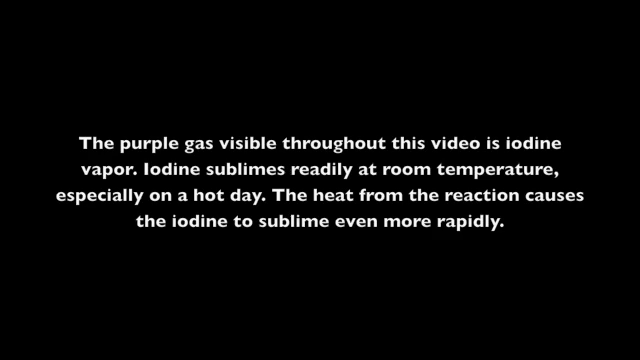 The purple gas visible throughout this video is iodine
vapor. Iodine sublimes readily at room temperature,
especially on a hot day. The heat from the reaction causes
the iodine to sublime even more rapidly.